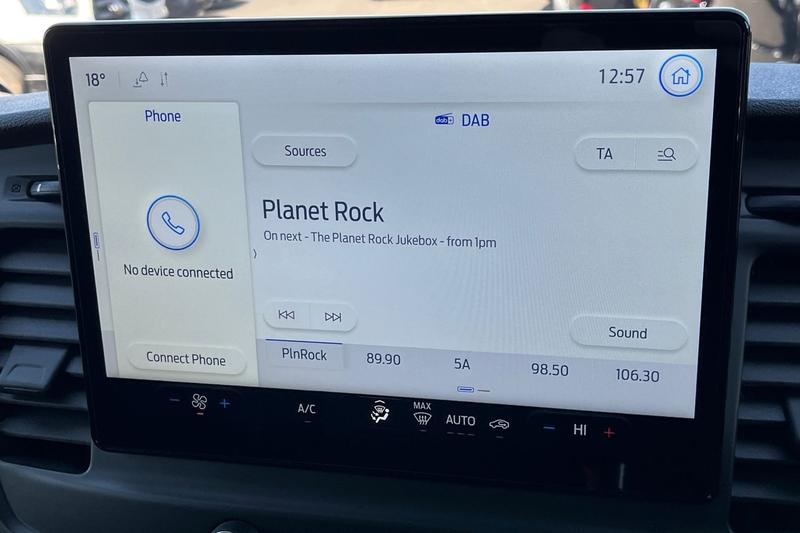 18°
12:57
Phone
dab+ DAB
Sources
TA
Planet Rock
On next - The Planet Rock Jukebox - from 1pm
No device connected
Sound
Connect Phone
PlnRock
89.90
5A
98.50
106.30
A/C
MAX
AUTO
HI